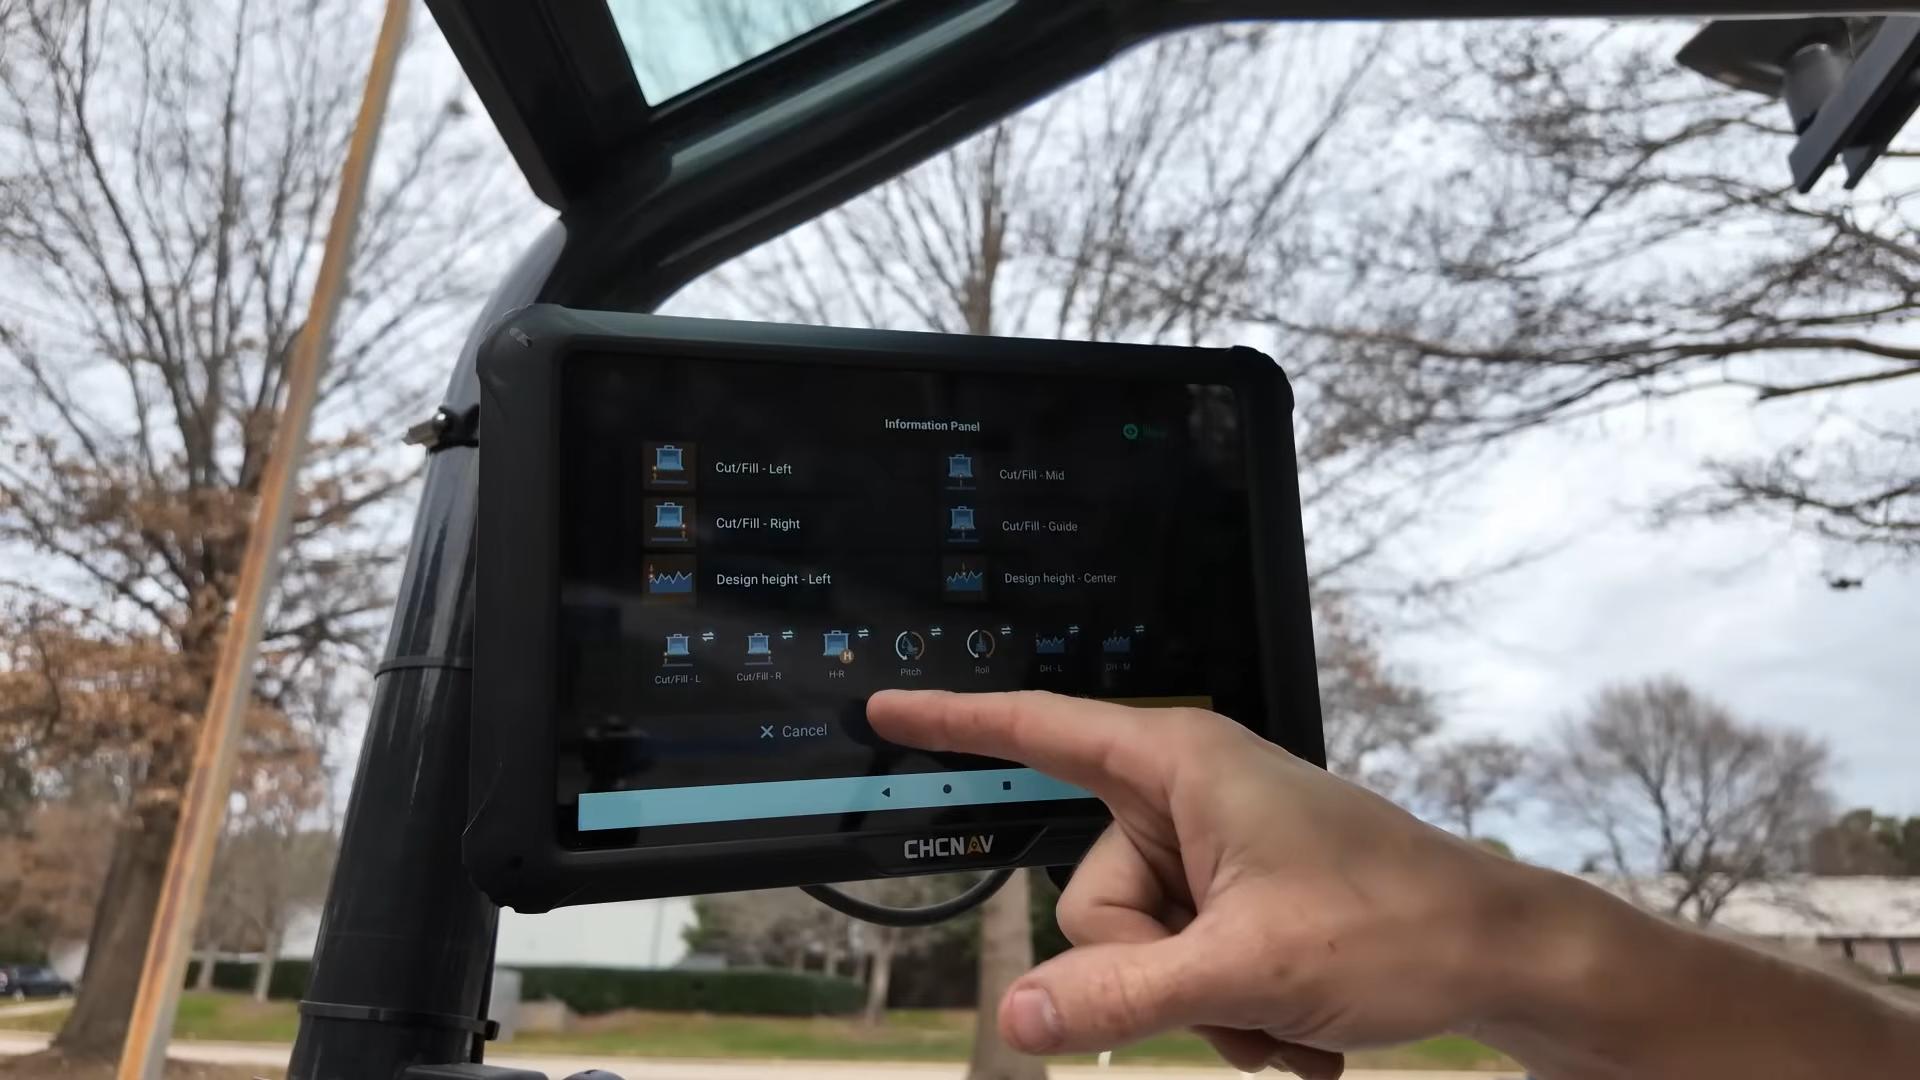 Information Panel
Cut/Fill - Left
Cut/Fill - Mid
Cut/Fill - Right
Cut/Fill - Guide
Design height - Left
Design height - Center
Cut/Fill - L
Cut/Fill - R
H
H-R
Pitch
Roll
DH - L
DH - M
Cancel
CHCNAV